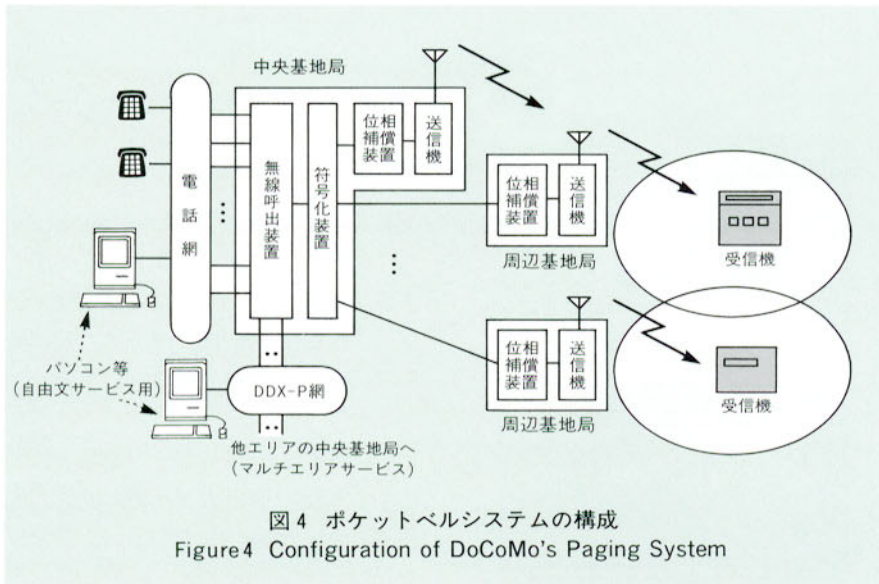 中央基地局
電話網
無線呼出装置
符号化装置
位相補償装置
送信機
位相補償装置
送信機
周辺基地局
受信機
位相補償装置
送信機
周辺基地局
受信機
パソコン等
(自由文サービス用)
DDX-P網
他エリアの中央基地局へ
(マルチエリアサービス)
図4 ポケットベルシステムの構成
Figure4 Configuration of DoCoMo's Paging System